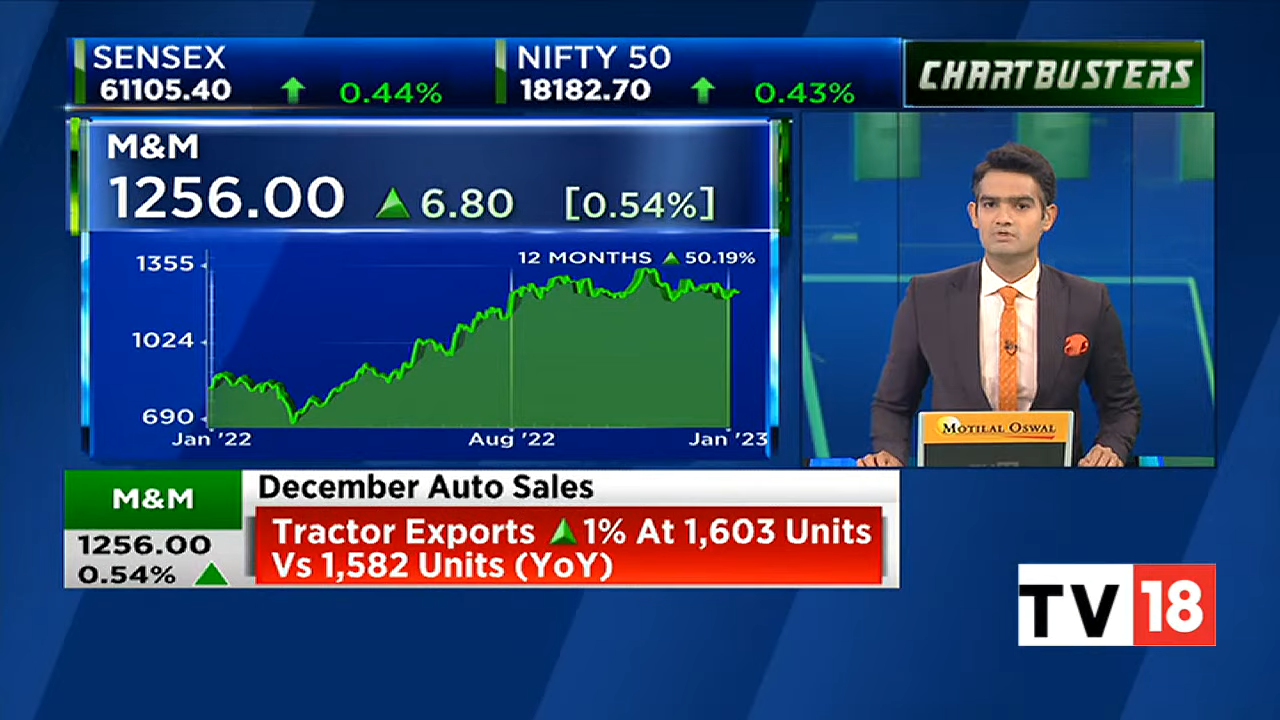 SENSEX
61105.40 0.44%
NIFTY 50
18182.70 0.43%
CHARTBUSTERS
M&M
1256.00 6.80 [0.54%]
12 MONTHS 50.19%
1355
1024
690
Jan '22 Aug '22 Jan '23
MOTILAL OSWAL
M&M
1256.00
0.54%
December Auto Sales
Tractor Exports 1% At 1,603 Units
Vs 1,582 Units (YoY)
TV18